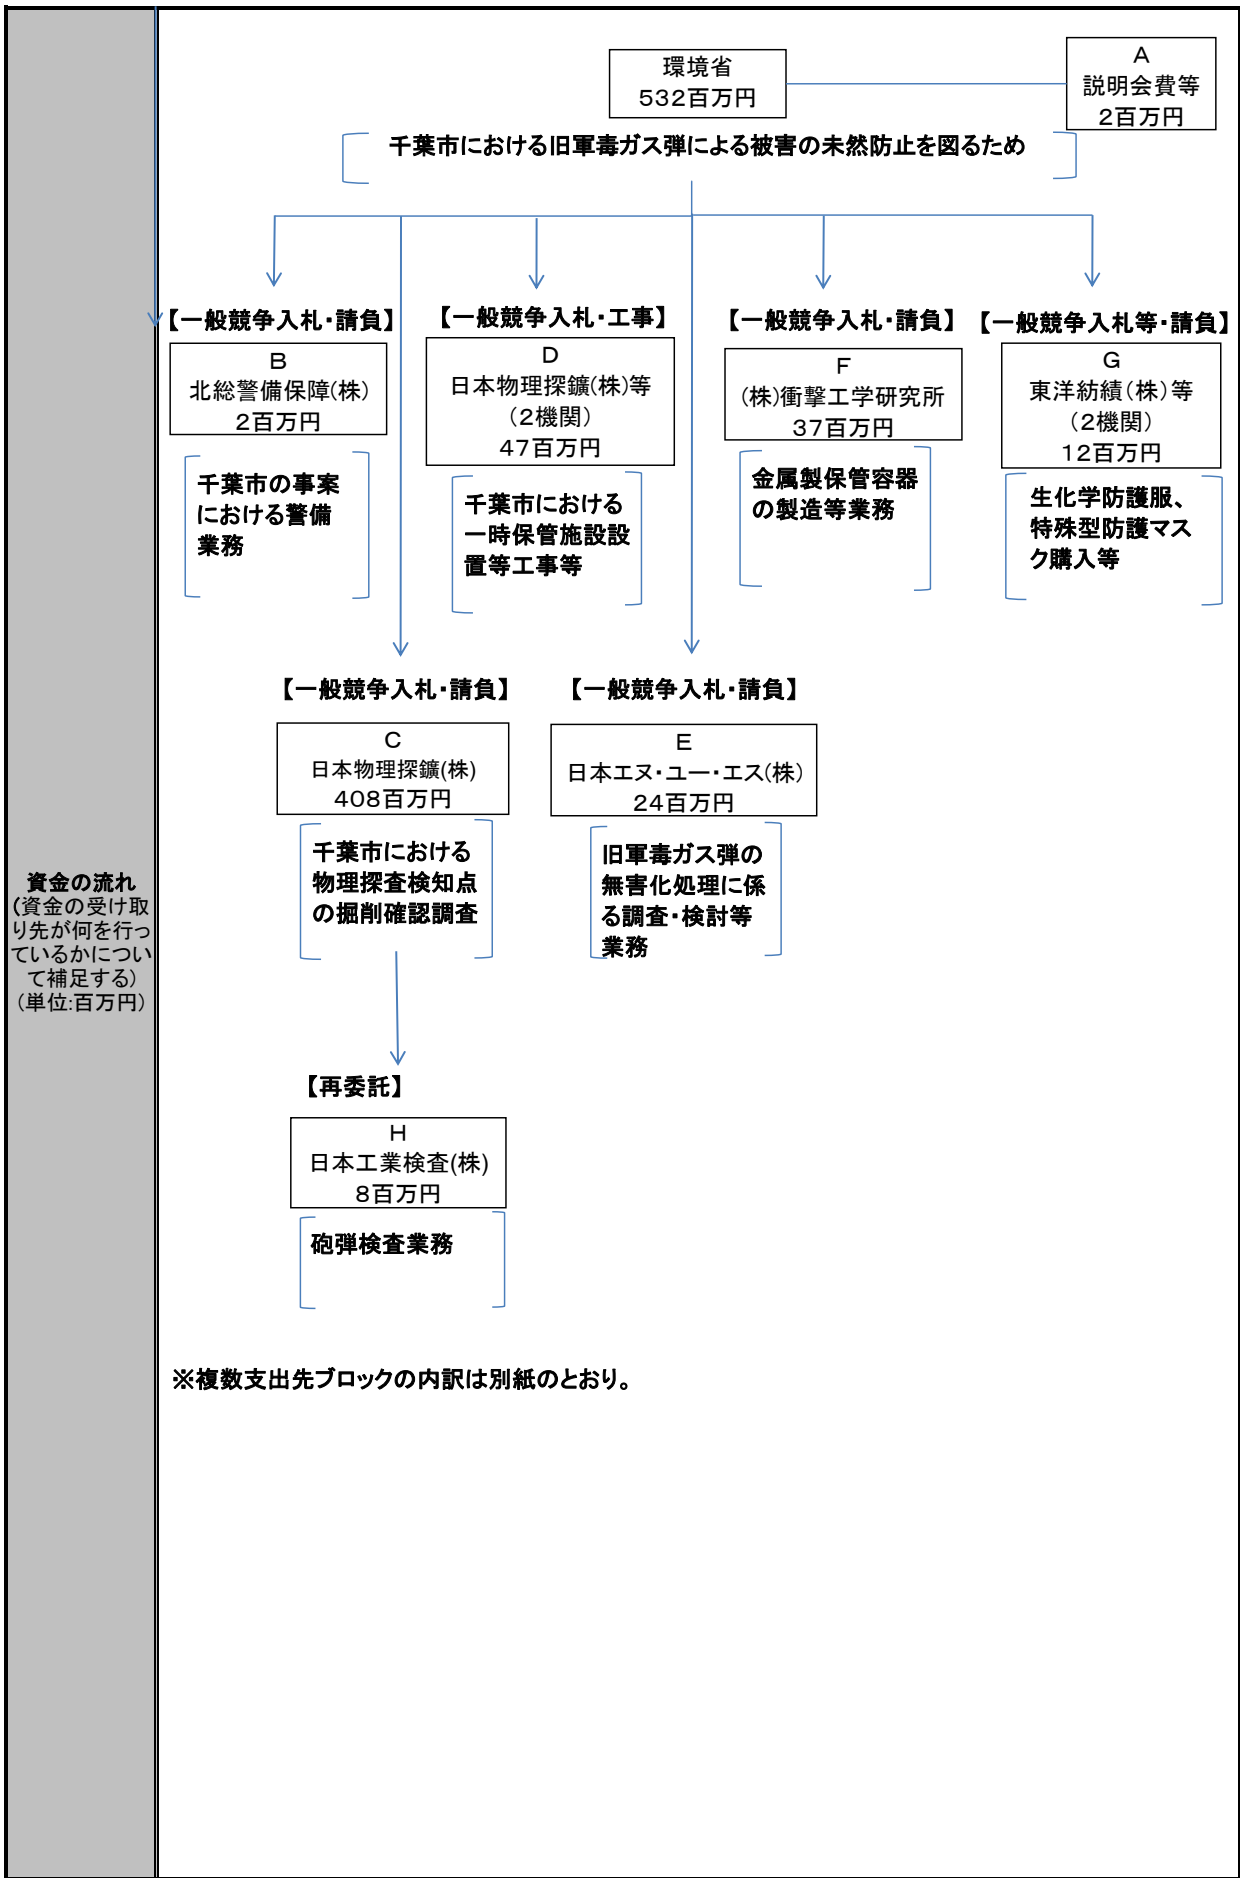 資金の流れ
(資金の受け取
り先が何を行っ
ているかについ
て補足する)
(単位:百万円)
環境省
532百万円
A
説明会費等
2百万円
千葉市における旧軍毒ガス弾による被害の未然防止を図るため
【一般競争入札・請負】
B
北総警備保障(株)
2百万円
千葉市の事案
における警備
業務
【一般競争入札・工事】
D
日本物理探鑛(株)等
(2機関)
47百万円
千葉市における
一時保管施設設
置等工事等
【一般競争入札・請負】
F
(株)衝撃工学研究所
37百万円
金属製保管容器
の製造等業務
【一般競争入札等・請負】
G
東洋紡績(株)等
(2機関)
12百万円
生化学防護服、
特殊型防護マス
ク購入等
【一般競争入札・請負】
C
日本物理探鑛(株)
408百万円
千葉市における
物理探査検知点
の掘削確認調査
【一般競争入札・請負】
E
日本エヌ・ユー・エス(株)
24百万円
旧軍毒ガス弾の
無害化処理に係
る調査・検討等
業務
【再委託】
H
日本工業検査(株)
8百万円
砲弾検査業務
※複数支出先ブロックの内訳は別紙のとおり。